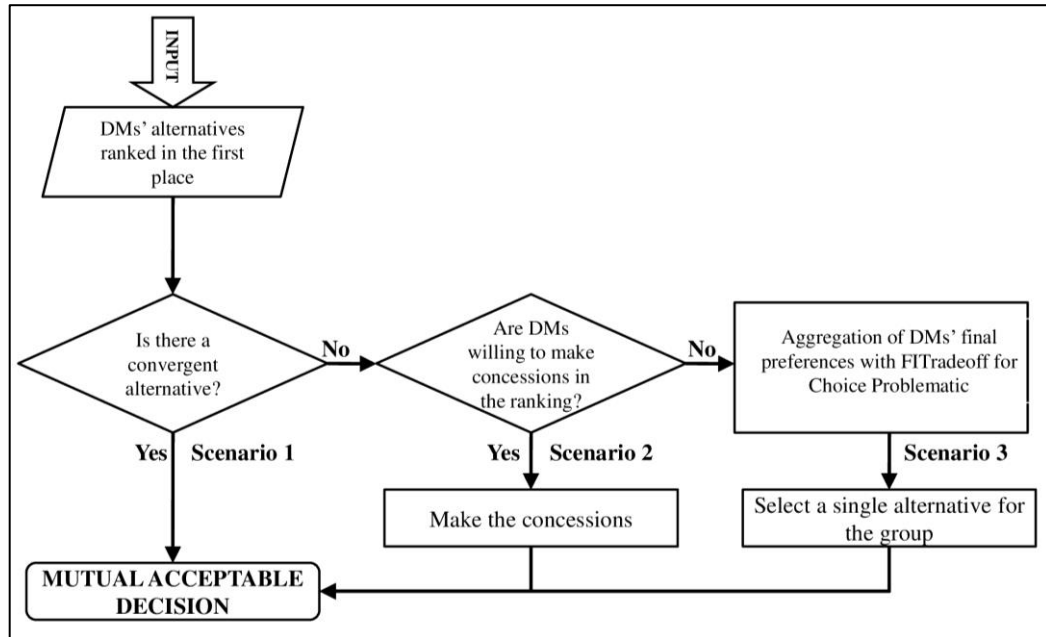 INPUT
DMs' alternatives
ranked in the first
place
Is there a
convergent
alternative?
No
Are DMs
willing to make
concessions in
the ranking?
No
Aggregation of DMs' final
preferences with FITradeoff for
Choice Problematic
Yes Scenario 1
Yes Scenario 2
Scenario 3
Make the concessions
Select a single alternative for
the group
MUTUAL ACCEPTABLE
DECISION